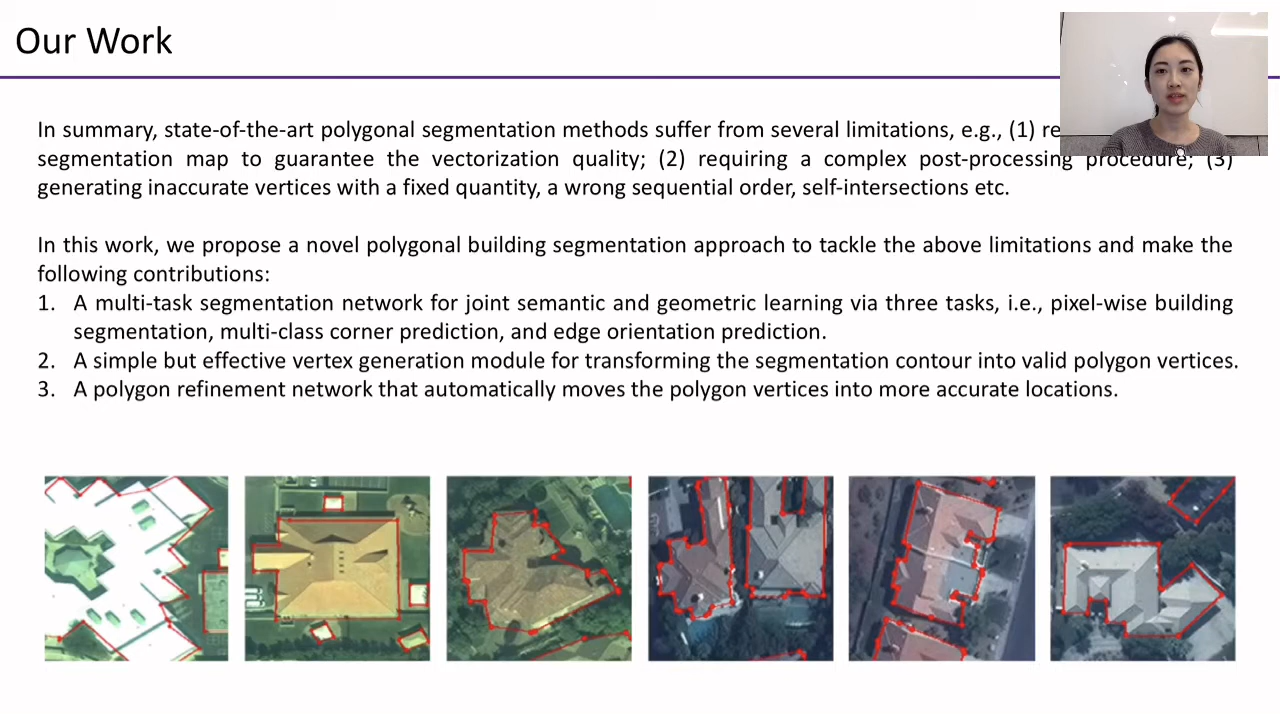 Our Work
In summary, state-of-the-art polygonal segmentation methods suffer from several limitations, e.g., (1)
segmentation map to guarantee the vectorization quality; (2) requiring a complex post-processing procedure; (3)
generating inaccurate vertices with a fixed quantity, a wrong sequential order, self-intersections etc.
In this work, we propose a novel polygonal building segmentation approach to tackle the above limitations and make the
following contributions:
1. A multi-task segmentation network for joint semantic and geometric learning via three tasks, i.e., pixel-wise building
segmentation, multi-class corner prediction, and edge orientation prediction.
2. A simple but effective vertex generation module for transforming the segmentation contour into valid polygon vertices.
3. A polygon refinement network that automatically moves the polygon vertices into more accurate locations.